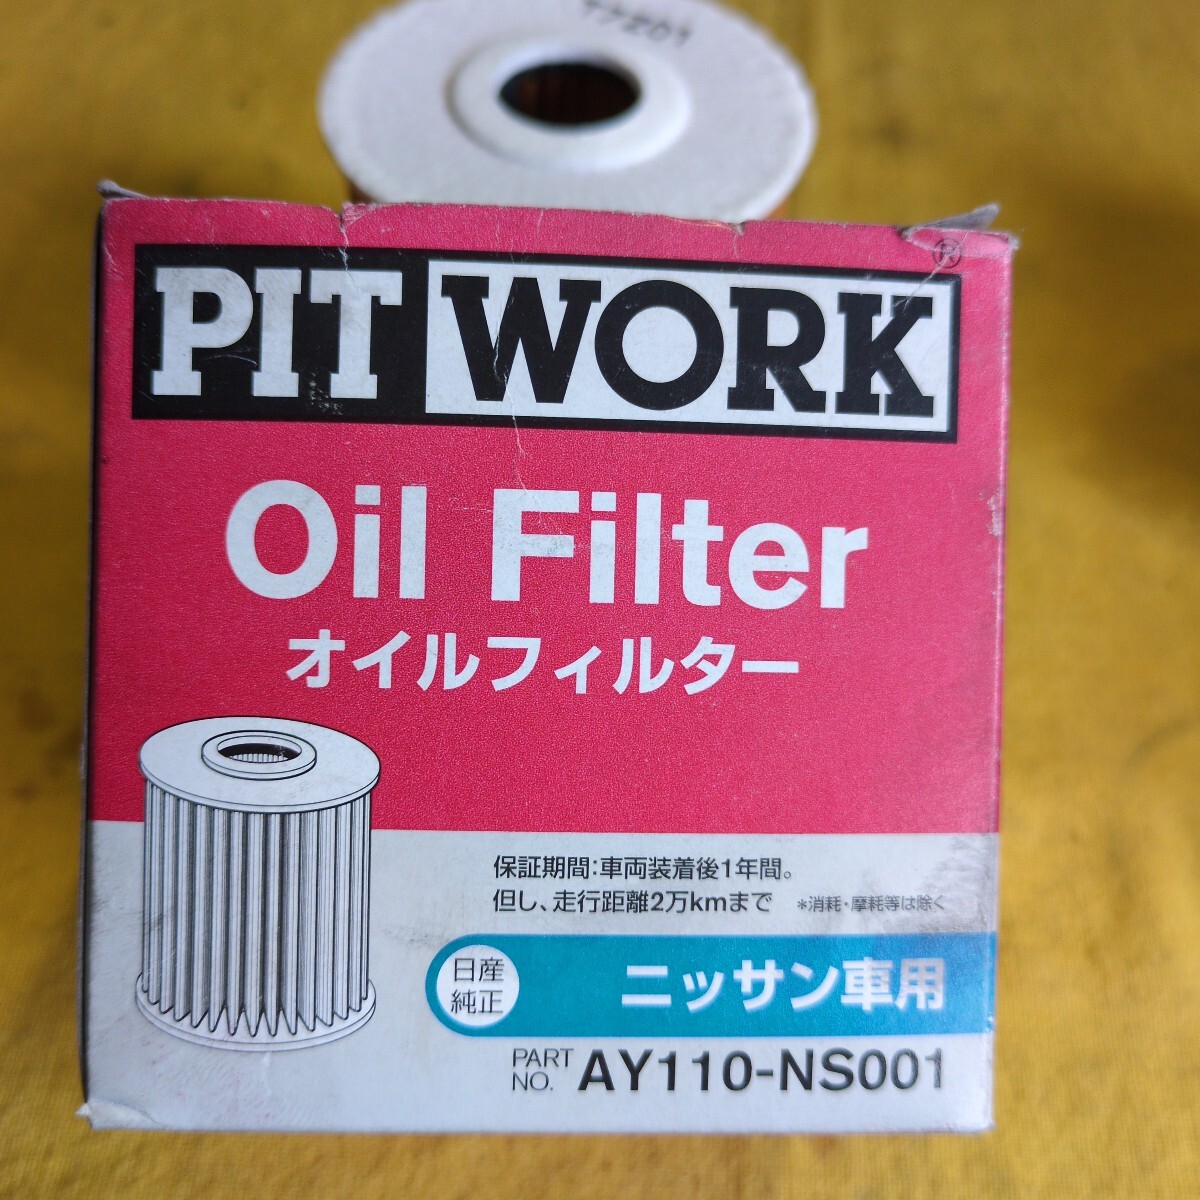 PIT WORK ®
Oil Filter
オイルフィルター
保証期間:車両装着後1年間。
但し、走行距離2万kmまで *消耗・摩耗等は除く
日産
純正
ニッサン車用
PART
NO. AY110-NS001